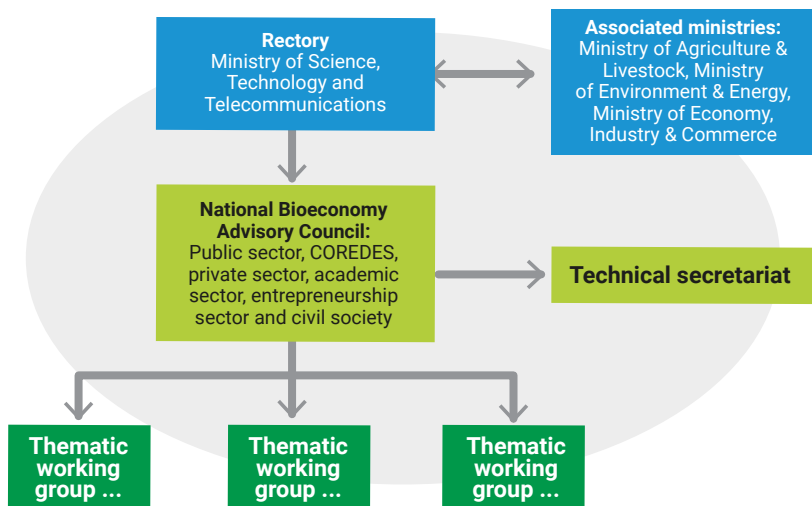 Rectory
Ministry of Science,
Technology and
Telecommunications
Associated ministries:
Ministry of Agriculture &
Livestock, Ministry
of Environment & Energy,
Ministry of Economy,
Industry & Commerce
National Bioeconomy
Advisory Council:
Public sector, COREDES,
private sector, academic
sector, entrepreneurship
sector and civil society
Technical secretariat
Thematic
working
group ...
Thematic
working
group ...
Thematic
working
group ...